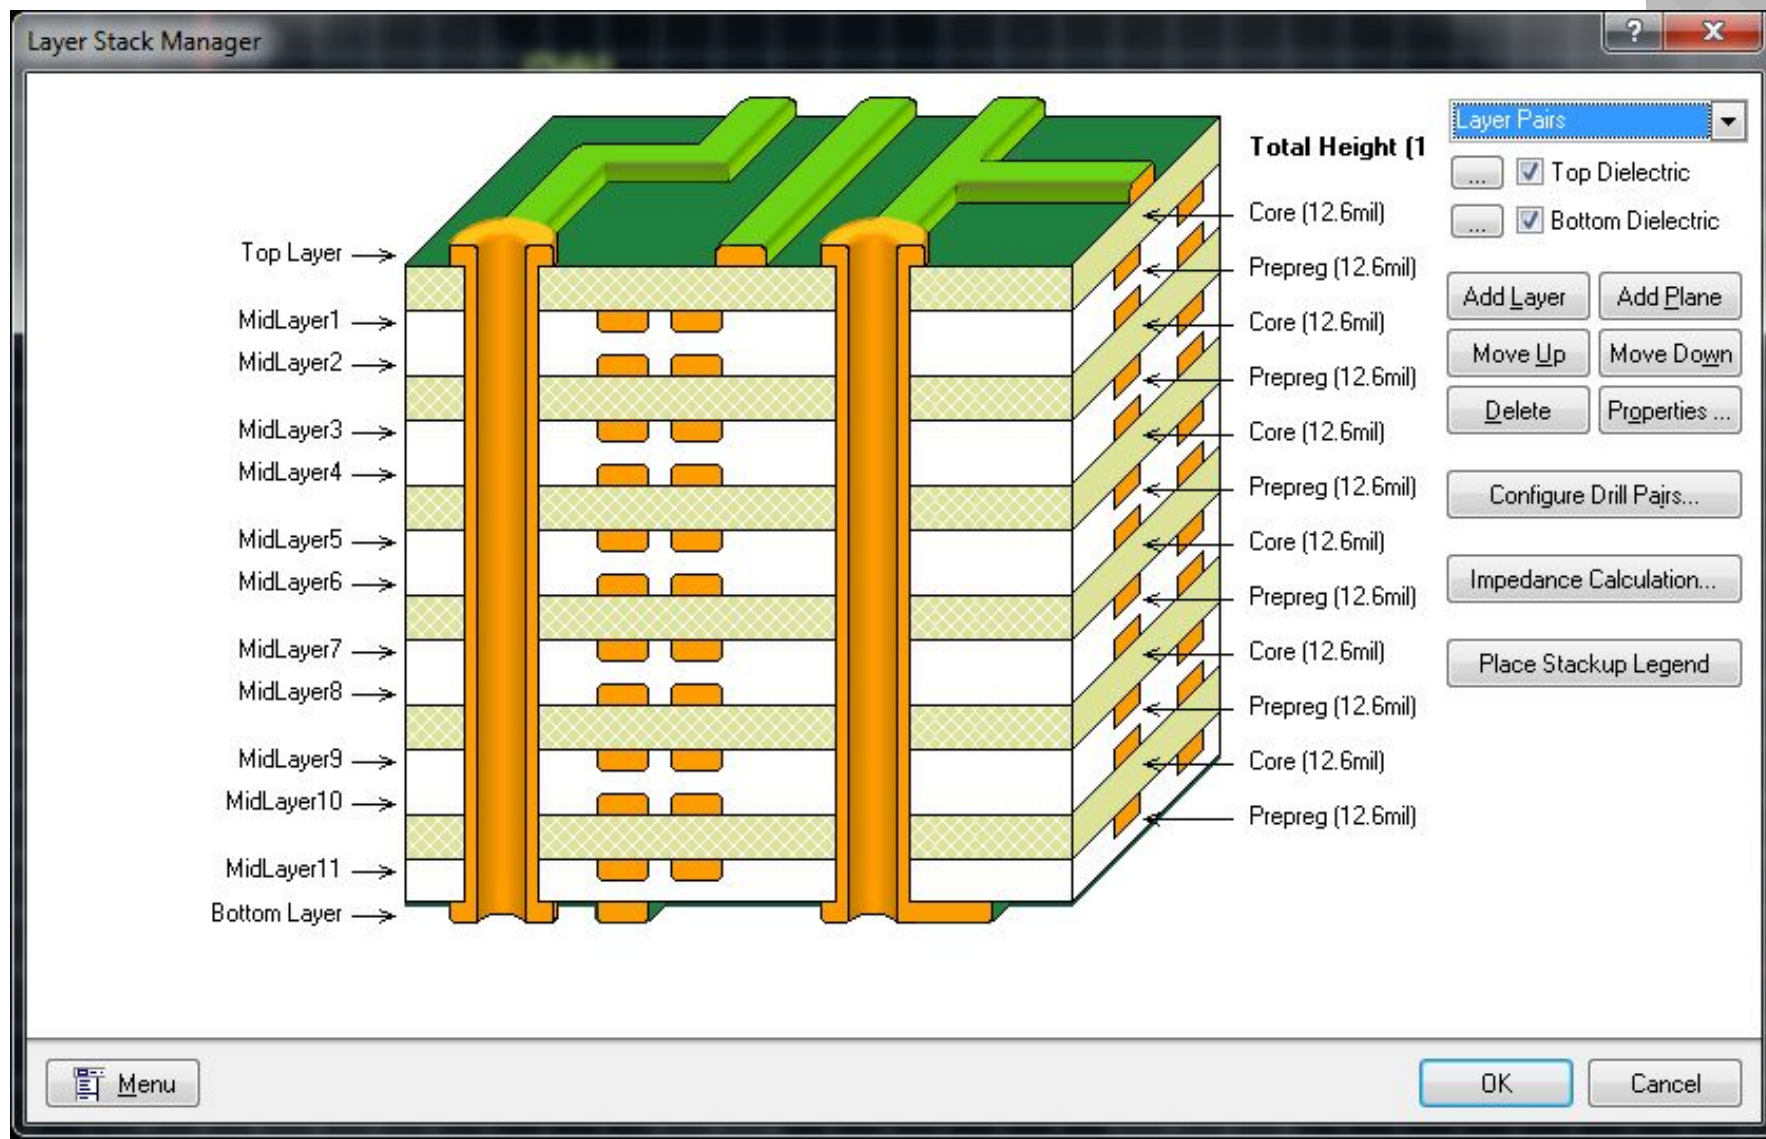 Layer Stack Manager
?
X
Total Height (1
Layer Pairs
... Top Dielectric
... Bottom Dielectric
Add Layer
Add Plane
Move Up
Move Down
Delete
Properties ...
Configure Drill Pairs...
Impedance Calculation...
Place Stackup Legend
Top Layer
MidLayer1
MidLayer2
MidLayer3
MidLayer4
MidLayer5
MidLayer6
MidLayer7
MidLayer8
MidLayer9
MidLayer10
MidLayer11
Bottom Layer
Core (12.6mil)
Prepreg (12.6mil)
Core (12.6mil)
Prepreg (12.6mil)
Core (12.6mil)
Prepreg (12.6mil)
Core (12.6mil)
Prepreg (12.6mil)
Core (12.6mil)
Prepreg (12.6mil)
Core (12.6mil)
Prepreg (12.6mil)
Menu
OK
Cancel